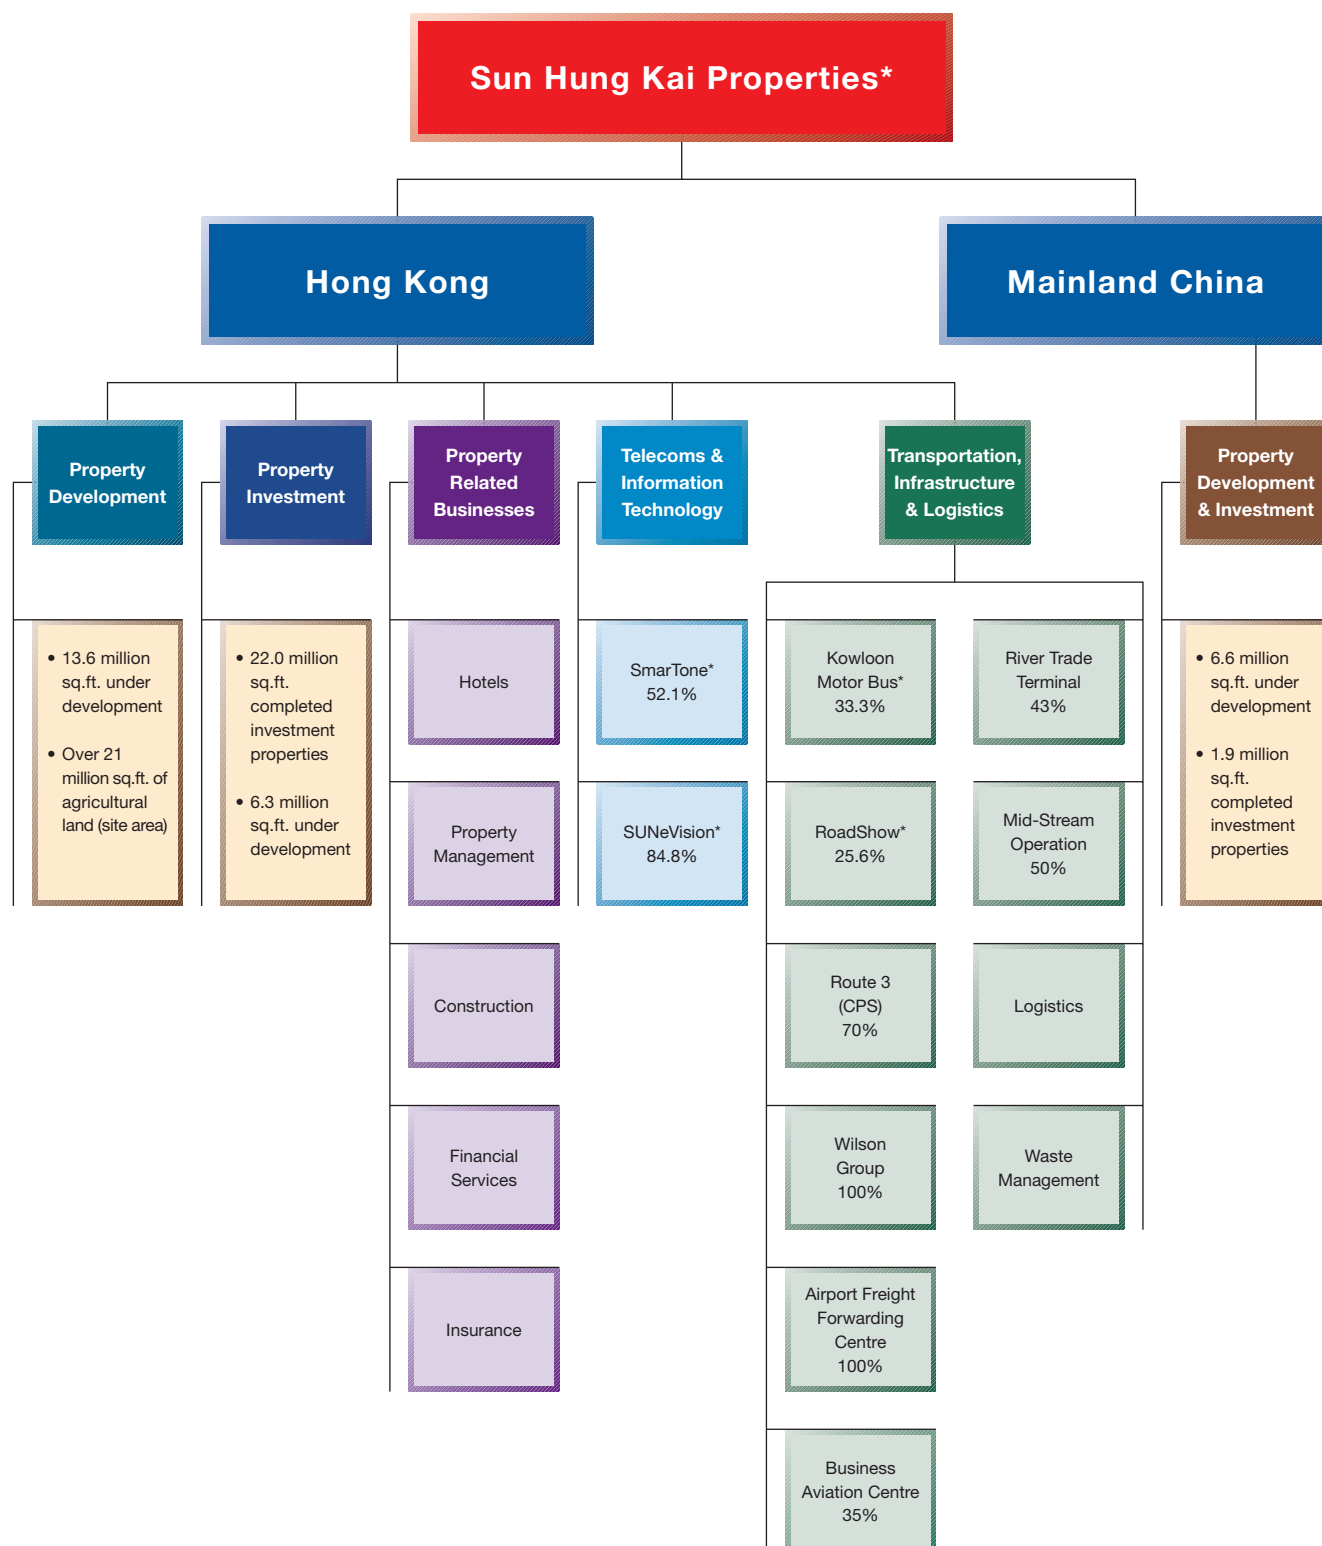 Sun Hung Kai Properties*
Hong Kong
Mainland China
Property
Development
Property
Investment
Property
Related
Businesses
Telecoms &
Information
Technology
Transportation,
Infrastructure
& Logistics
Property
Development
& Investment
• 13.6 million
sq.ft. under
development
• Over 21
million sq.ft. of
agricultural
land (site area)
• 22.0 million
sq.ft.
completed
investment
properties
• 6.3 million
sq.ft. under
development
Hotels
Property
Management
Construction
Financial
Services
Insurance
SmarTone*
52.1%
SUNeVision*
84.8%
Kowloon
Motor Bus*
33.3%
RoadShow*
25.6%
Route 3
(CPS)
70%
Wilson
Group
100%
Airport Freight
Forwarding
Centre
100%
Business
Aviation Centre
35%
River Trade
Terminal
43%
Mid-Stream
Operation
50%
Logistics
Waste
Management
• 6.6 million
sq.ft. under
development
• 1.9 million
sq.ft.
completed
investment
properties